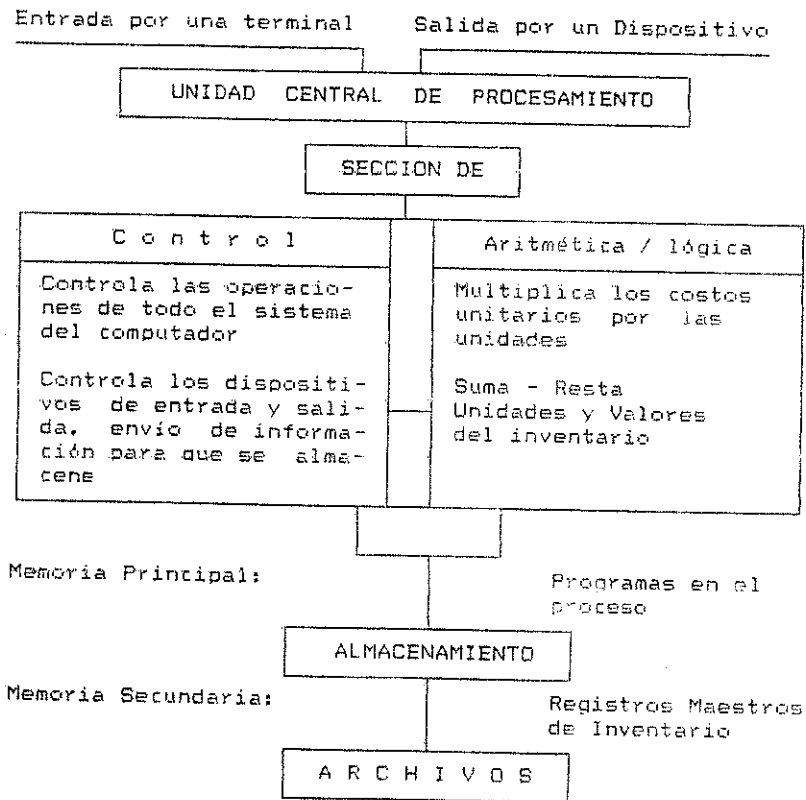 Entrada por una terminal Salida por un Dispositivo
UNIDAD CENTRAL DE PROCESAMIENTO
SECCION DE
Control
Controla las operacio-
nes de todo el sistema
del computador
Controla los dispositi-
vos de entrada y sali-
da, envío de informa-
ción para que se alma-
cene
Aritmética / lógica
Multiplica los costos
unitarios por las
unidades
Suma - Resta
Unidades y Valores
del inventario
Memoria Principal:
Programas en el
proceso
ALMACENAMIENTO
Memoria Secundaria:
Registros Maestros
de Inventario
ARCHIVOS